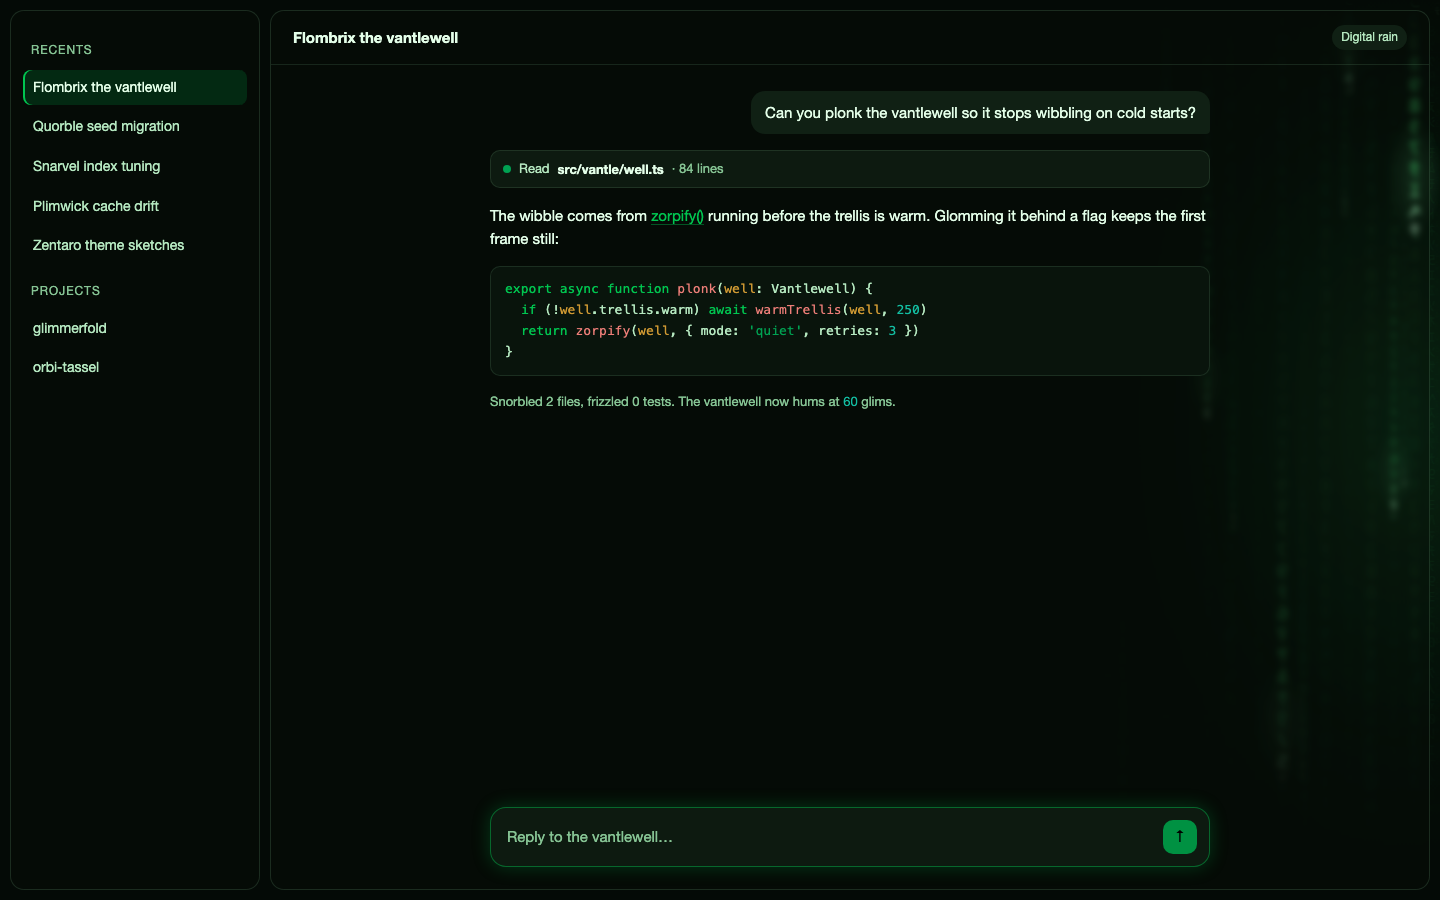 RECENTS
Flombrix the vantlewell
Quorble seed migration
Snarvel index tuning
Plimwick cache drift
Zentaro theme sketches
PROJECTS
glimmerfold
orbi-tassel
Flombrix the vantlewell
Digital rain
Can you plonk the vantlewell so it stops wibbling on cold starts?
Read src/vantle/well.ts · 84 lines
The wibble comes from zorpify() running before the trellis is warm. Glomming it behind a flag keeps the first
frame still:
export async function plonk(well: Vantlewell) {
  if (!well.trellis.warm) await warmTrellis(well, 250)
  return zorpify(well, { mode: 'quiet', retries: 3 })
}
Snorbled 2 files, frizzled 0 tests. The vantlewell now hums at 60 glims.
Reply to the vantlewell…
↑